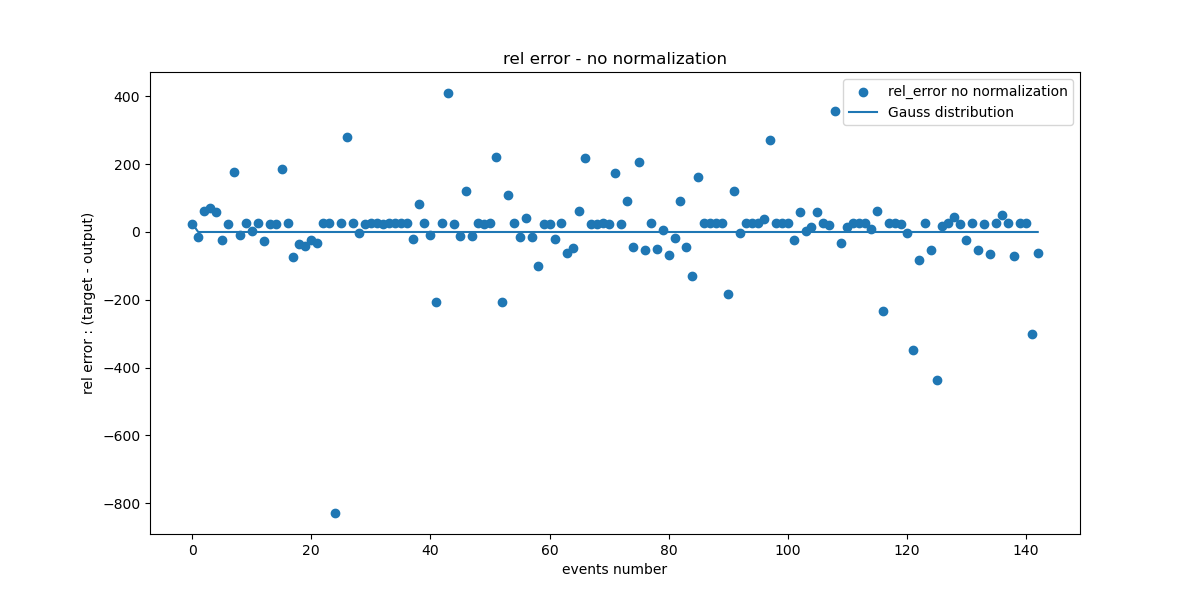 rel error - no normalization
rel_error no normalization
Gauss distribution
rel error : (target - output)
400
200
0
−200
−400
−600
−800
0 20 40 60 80 100 120 140
events number